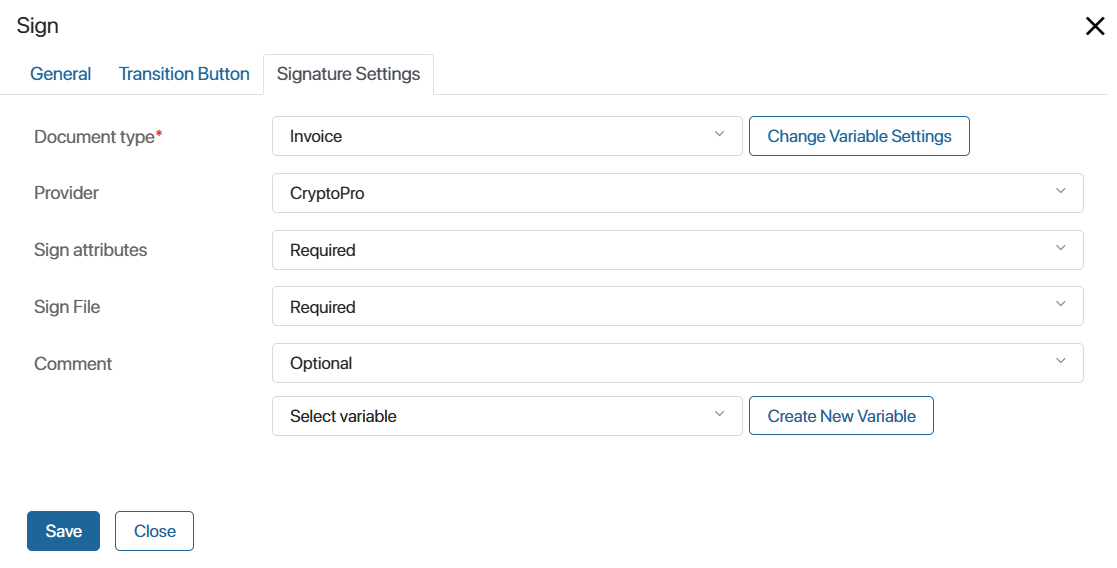 Sign
General Transition Button Signature Settings
Document type* Invoice Change Variable Settings
Provider CryptoPro
Sign attributes Required
Sign File Required
Comment Optional
Select variable Create New Variable
Save Close